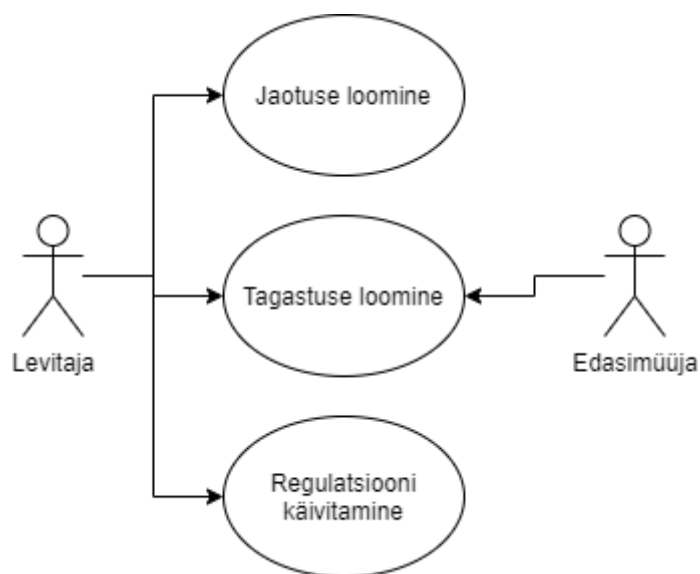 Jaotuse loomine
Tagastuse loomine
Levitaja
Edasimüüja
Regulatsiooni
käivitamine